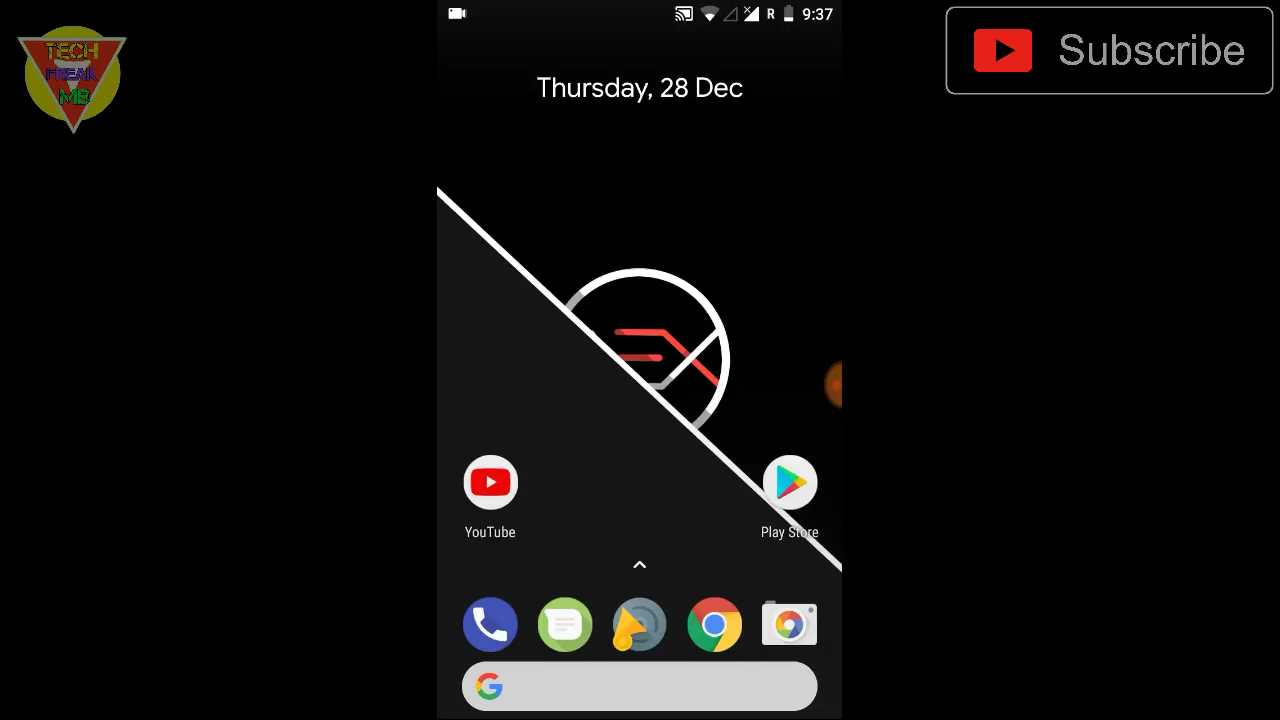 R 9:37
TECH
FREAK
MB
Subscribe
Thursday, 28 Dec
YouTube
Play Store